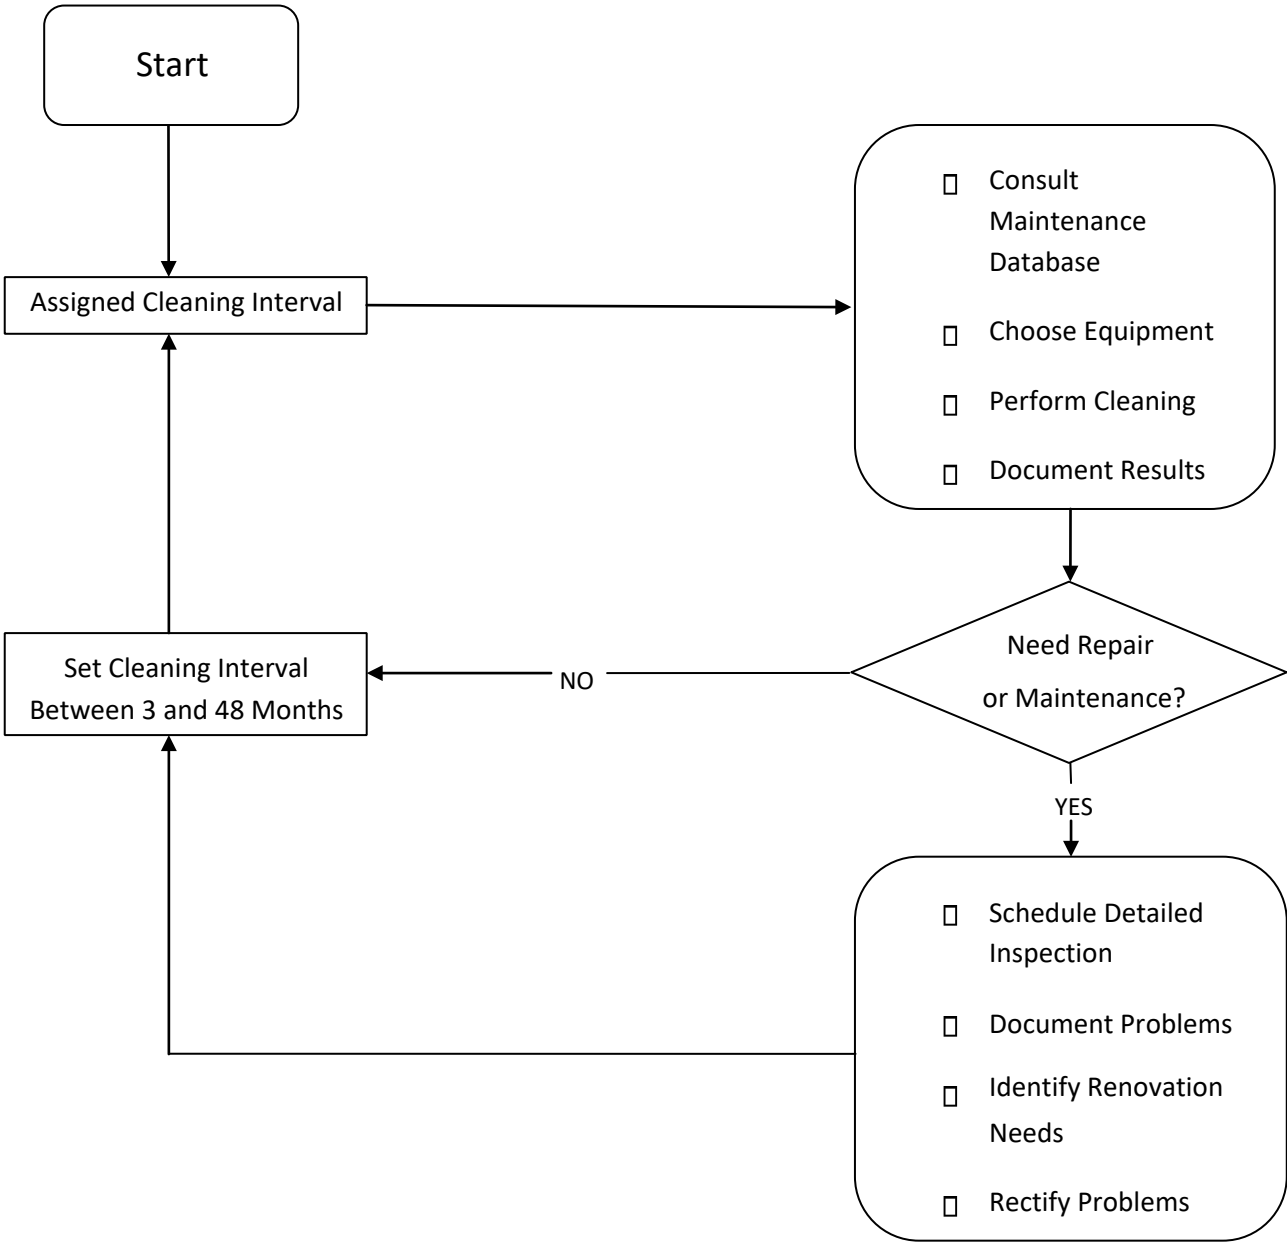 Start
Assigned Cleaning Interval
Consult
Maintenance
Database
Choose Equipment
Perform Cleaning
Document Results
Need Repair
or Maintenance?
NO
Set Cleaning Interval
Between 3 and 48 Months
YES
Schedule Detailed
Inspection
Document Problems
Identify Renovation
Needs
Rectify Problems